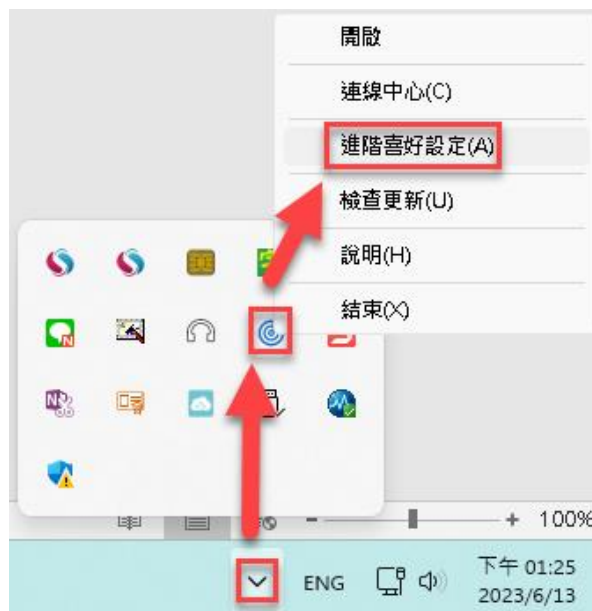 開啟
連線中心(C)
進階喜好設定(A)
檢查更新(U)
說明(H)
結束(X)
100%
ENG
下午 01:25
2023/6/13